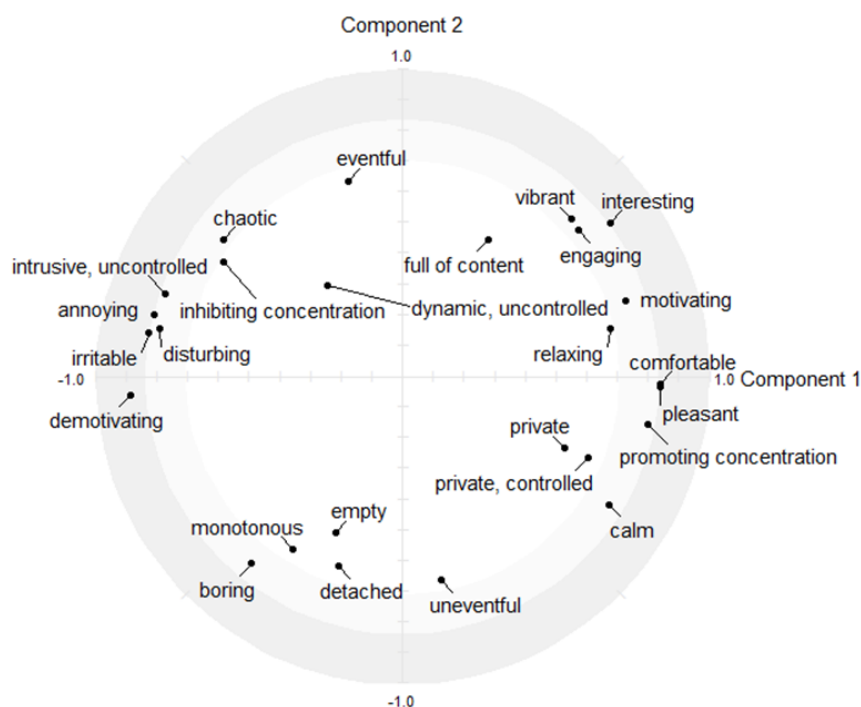 Component 2
1.0
eventful
vibrant
interesting
chaotic
engaging
full of content
intrusive, uncontrolled
motivating
annoying
inhibiting concentration
dynamic, uncontrolled
irritable
disturbing
relaxing
comfortable
-1.0
1.0
Component 1
demotivating
pleasant
private
promoting concentration
private, controlled
empty
monotonous
calm
boring
detached
uneventful
-1.0